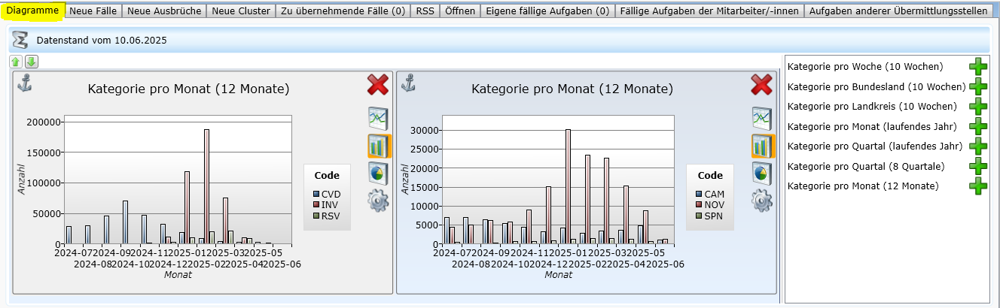 Diagramme Neue Fälle Neue Ausbrüche Neue Cluster Zu übernehmende Fälle (0) RSS Öffnen Eigene fällige Aufgaben (0) Fällige Aufgaben der Mitarbeiter/-innen Aufgaben anderer Übermittlungsstellen
Datenstand vom 10.06.2025
Kategorie pro Monat (12 Monate)
200000
150000
100000
50000
0
Anzahl
2024-07 2024-09 2024-11 2025-01 2025-03 2025-05
2024-08 2024-10 2024-12 2025-02 2025-04 2025-06
Monat
Code
CVD
INV
RSV
Kategorie pro Monat (12 Monate)
30000
25000
20000
15000
10000
5000
0
Anzahl
2024-07 2024-09 2024-11 2025-01 2025-03 2025-05
2024-08 2024-10 2024-12 2025-02 2025-04 2025-06
Monat
Code
CAM
NOV
SPN
Kategorie pro Woche (10 Wochen)
Kategorie pro Bundesland (10 Wochen)
Kategorie pro Landkreis (10 Wochen)
Kategorie pro Monat (laufendes Jahr)
Kategorie pro Quartal (laufendes Jahr)
Kategorie pro Quartal (8 Quartale)
Kategorie pro Monat (12 Monate)